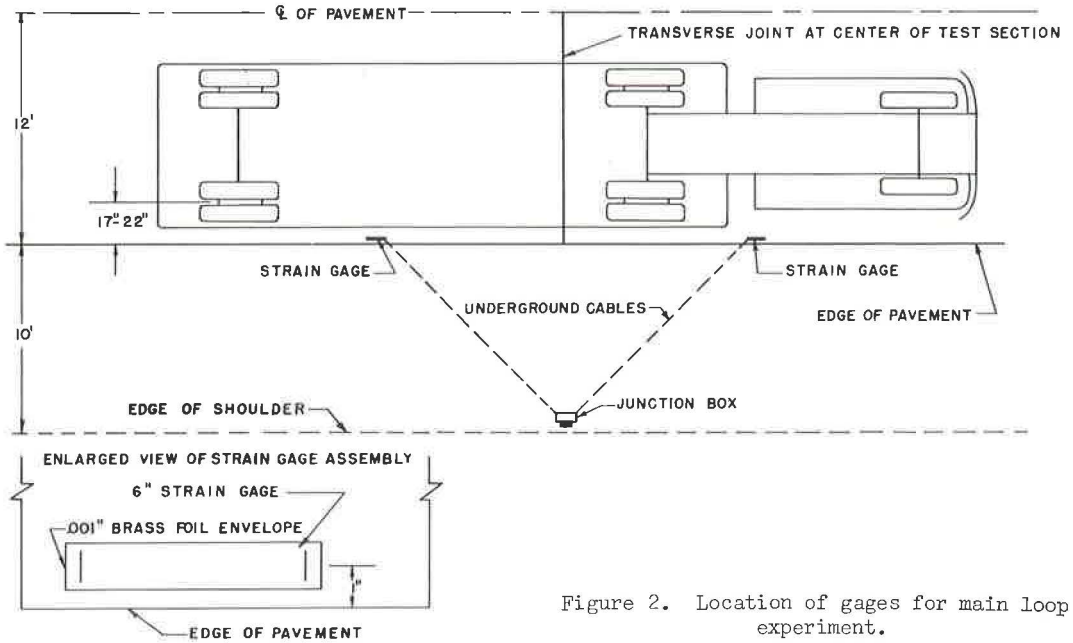 ℄ OF PAVEMENT
TRANSVERSE JOINT AT CENTER OF TEST SECTION
12'
17"-22"
STRAIN GAGE
STRAIN GAGE
UNDERGROUND CABLES
EDGE OF PAVEMENT
10'
JUNCTION BOX
EDGE OF SHOULDER
ENLARGED VIEW OF STRAIN GAGE ASSEMBLY
6" STRAIN GAGE
.001" BRASS FOIL ENVELOPE
1"
EDGE OF PAVEMENT
Figure 2. Location of gages for main loop
experiment.